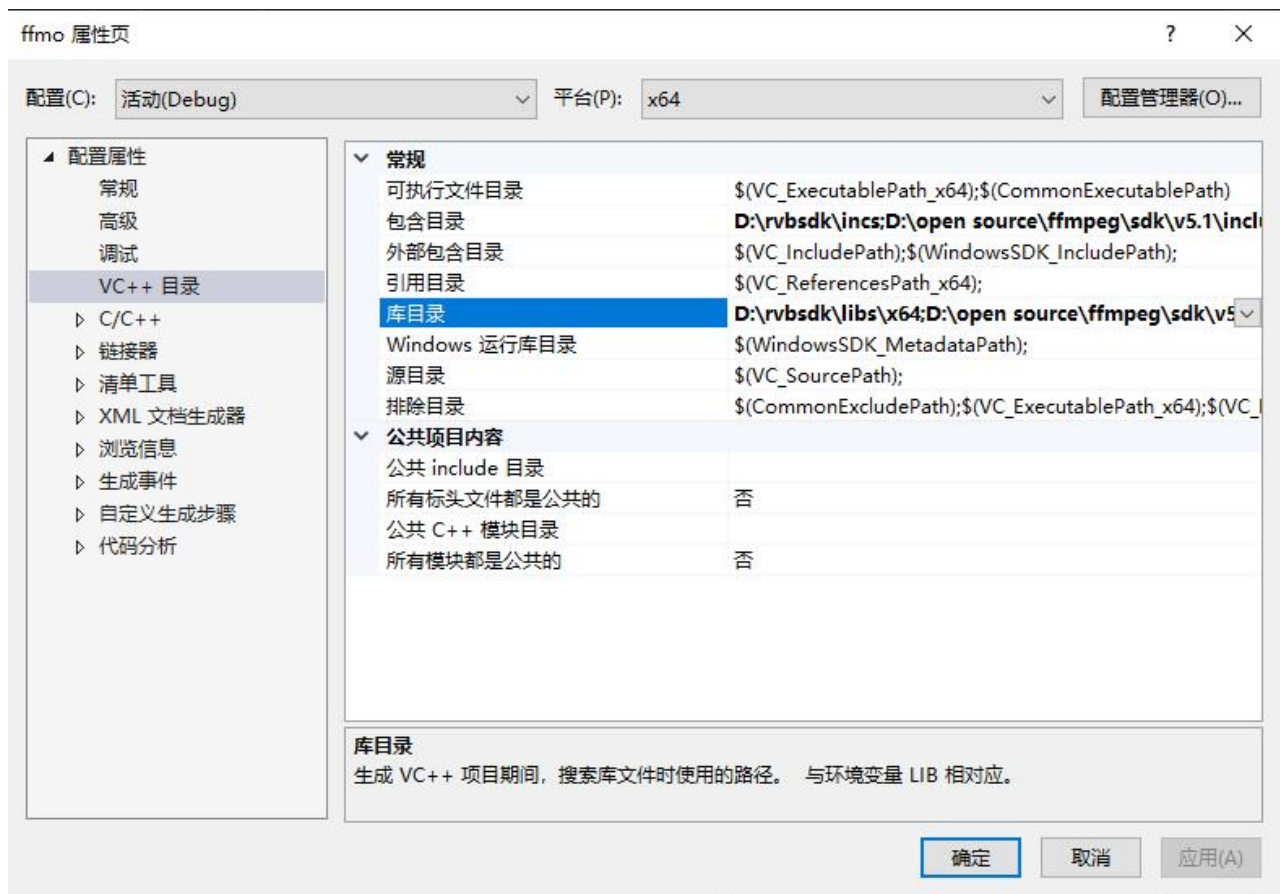 ffmo 属性页
?
配置(C): 活动(Debug) 平台(P): x64 配置管理器(O)...
配置属性
常规
高级
调试
VC++ 目录
C/C++
链接器
清单工具
XML 文档生成器
浏览信息
生成事件
自定义生成步骤
代码分析
常规
可执行文件目录 $(VC_ExecutablePath_x64);$(CommonExecutablePath)
包含目录 D:\rvbsdk\incs;D:\open source\ffmpeg\sdk\v5.1\inclu
外部包含目录 $(VC_IncludePath);$(WindowsSDK_IncludePath);
引用目录 $(VC_ReferencesPath_x64);
库目录 D:\rvbsdk\libs\x64;D:\open source\ffmpeg\sdk\v5
Windows 运行库目录 $(WindowsSDK_MetadataPath);
源目录 $(VC_SourcePath);
排除目录 $(CommonExcludePath);$(VC_ExecutablePath_x64);$(VC_
公共项目内容
公共 include 目录
所有标头文件都是公共的 否
公共 C++ 模块目录
所有模块都是公共的 否
库目录
生成 VC++ 项目期间，搜索库文件时使用的路径。 与环境变量 LIB 相对应。
确定 取消 应用(A)